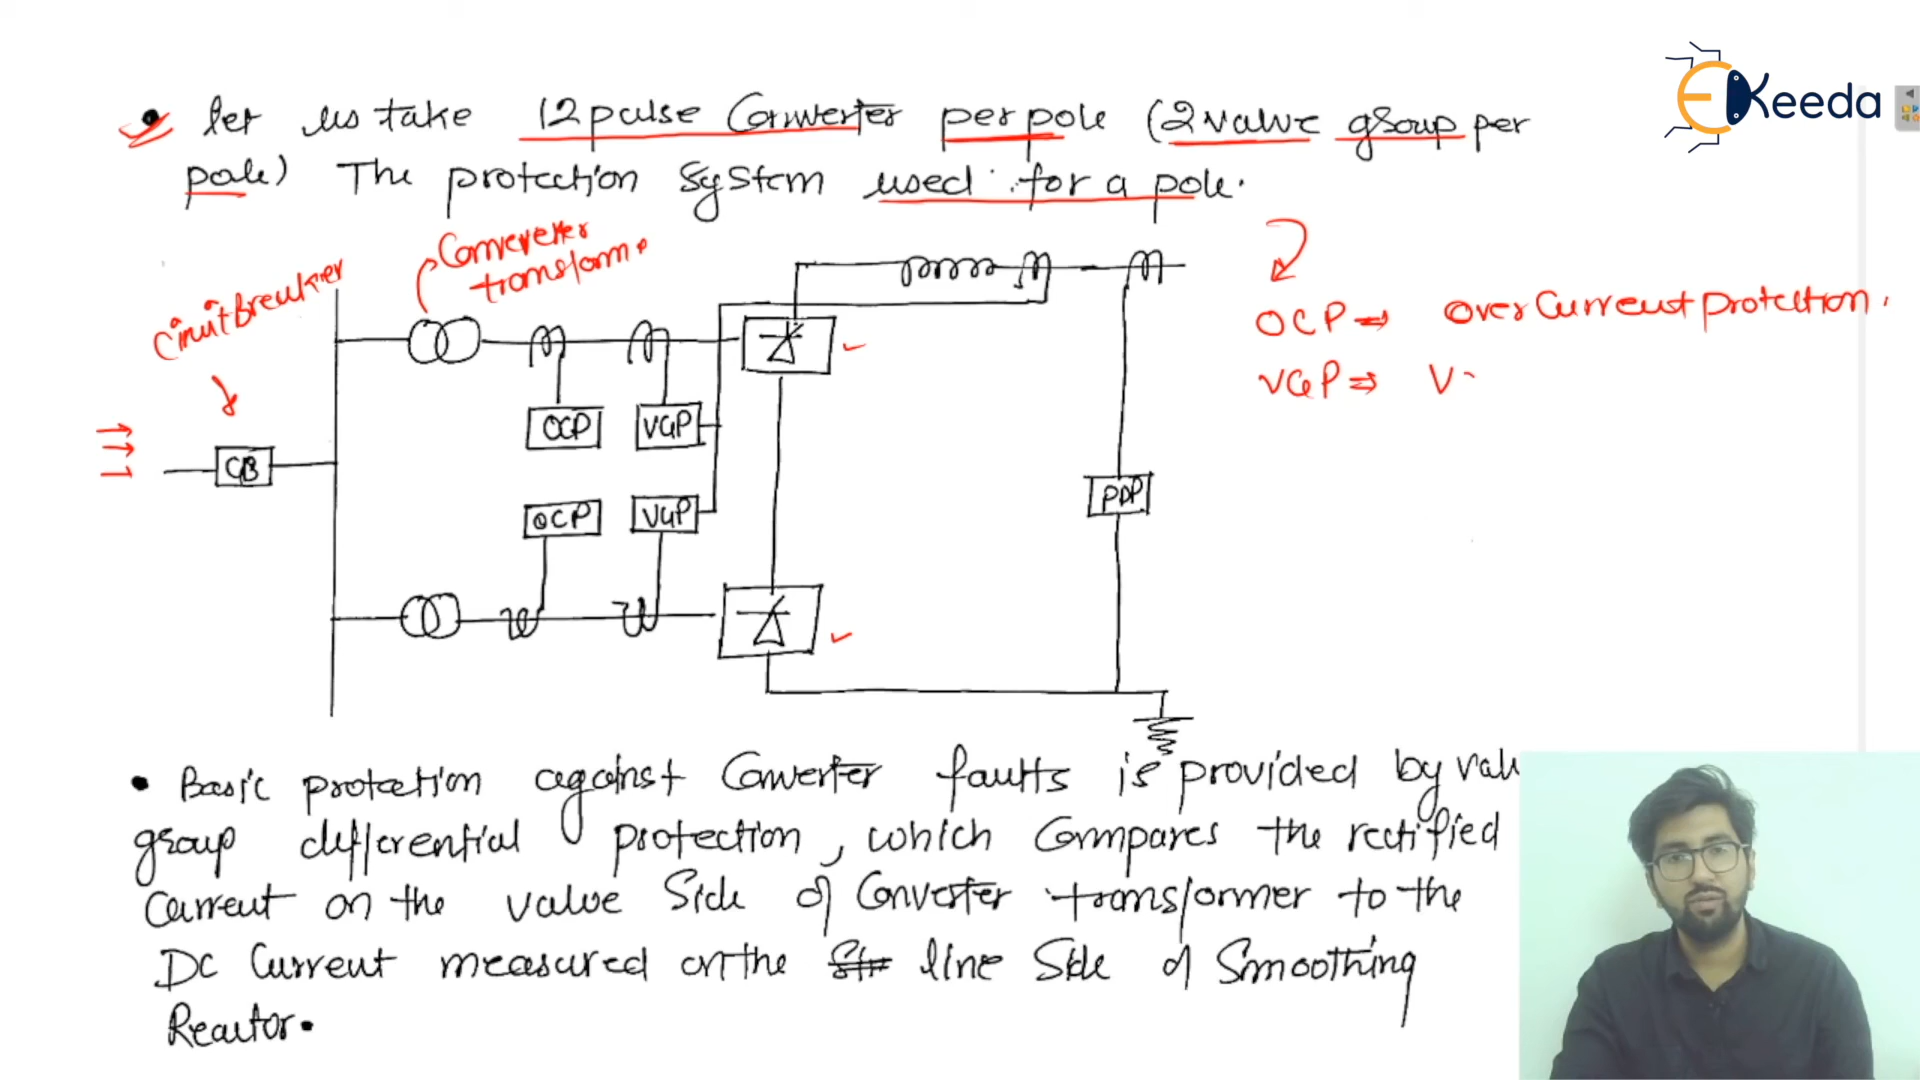 EKeeda
• let us take 12 pulse Converter per pole (2 valve group per
pole) The protection System used for a pole.
Converter
transform.
Circuit Breaker
OCP ⇒ Over Current Protection.
VGP ⇒ V
OCP VGP
CB
OCP VGP
PDP
• Basic protection against Converter faults is provided by valv
group differential protection, which Compares the rectified
Current on the valve Side of Converter transformer to the
DC Current measured on the line Side of Smoothing
Reactor.